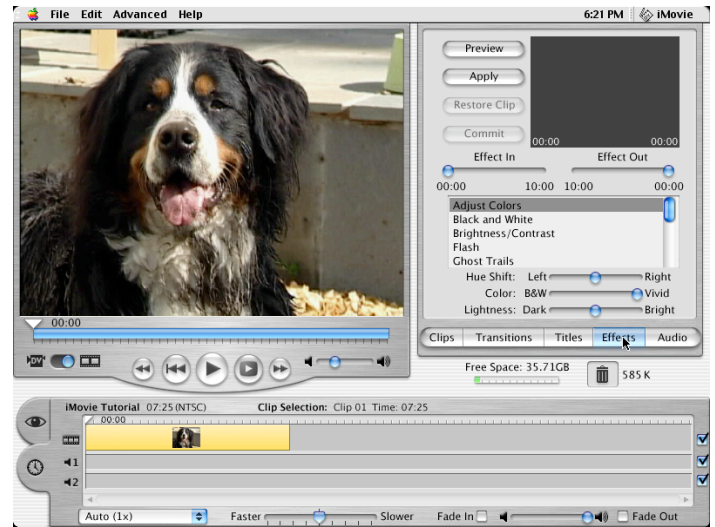 File Edit Advanced Help 6:21 PM iMovie
Preview
Apply
Restore Clip
Commit
00:00 00:00
Effect In Effect Out
00:00 10:00 10:00 00:00
Adjust Colors
Black and White
Brightness/Contrast
Flash
Ghost Trails
Hue Shift: Left Right
Color: B&W Vivid
Lightness: Dark Bright
00:00
Clips Transitions Titles Effects Audio
DV
Free Space: 35.71GB
585 K
iMovie Tutorial 07:25 (NTSC) Clip Selection: Clip 01 Time: 07:25
00:00
1
2
Auto (1x) Faster Slower Fade In Fade Out